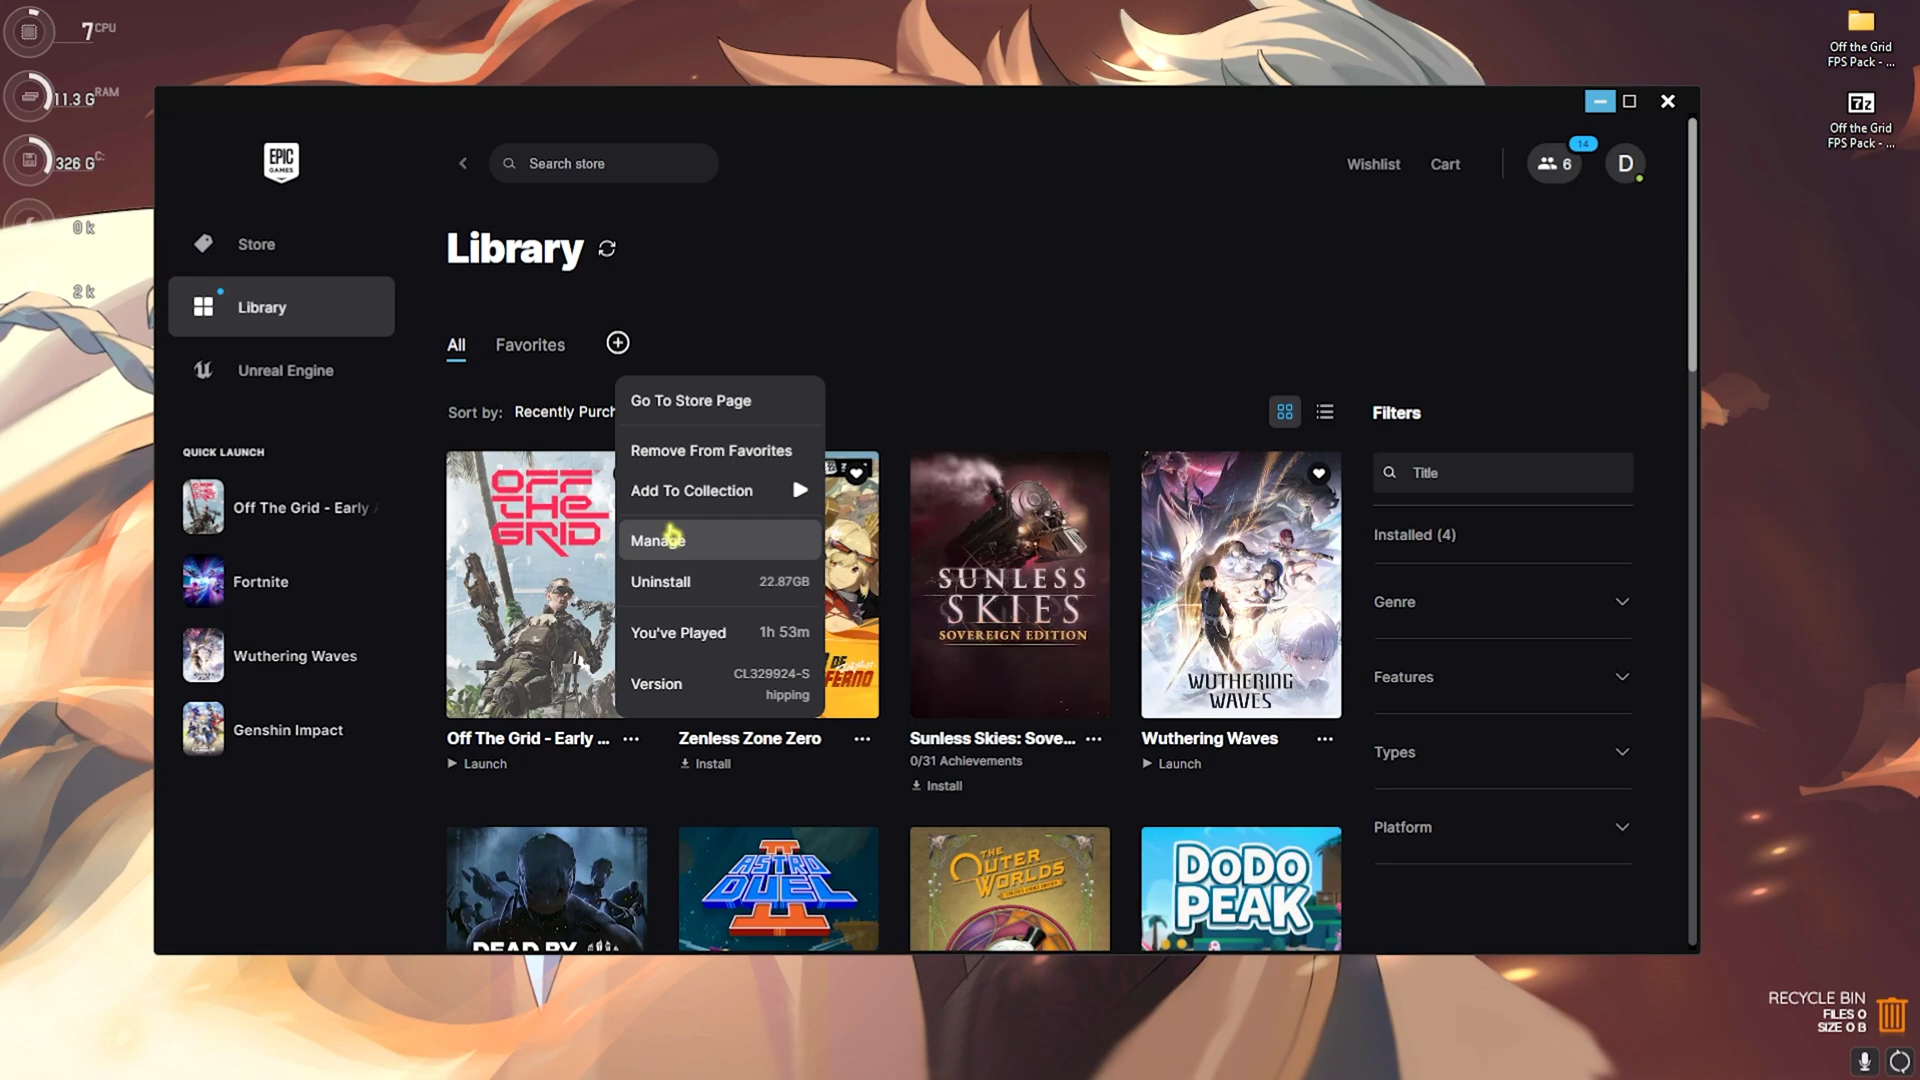 7 CPU
11.3 G RAM
326 G C:
0 k
2 k
Off the Grid
FPS Pack - ...
7z
Off the Grid
FPS Pack - ...
EPIC
GAMES
Search store
Wishlist
Cart
14
6
D
Store
Library
Unreal Engine
Library
All
Favorites
Sort by:
Recently Purch
Filters
Title
Installed (4)
Genre
Features
Types
Platform
QUICK LAUNCH
Off The Grid - Early
Fortnite
Wuthering Waves
Genshin Impact
Go To Store Page
Remove From Favorites
Add To Collection
Manage
Uninstall 22.87GB
You've Played 1h 53m
Version CL329924-S
hipping
OFF
THE
GRID
SUNLESS
SKIES
SOVEREIGN EDITION
WUTHERING
WAVES
Off The Grid - Early ...
Launch
Zenless Zone Zero
Install
Sunless Skies: Sove...
0/31 Achievements
Install
Wuthering Waves
Launch
DEAD BY
ASTRO
DUEL
II
THE
OUTER
WORLDS
DODO
PEAK
RECYCLE BIN
FILES 0
SIZE 0 B